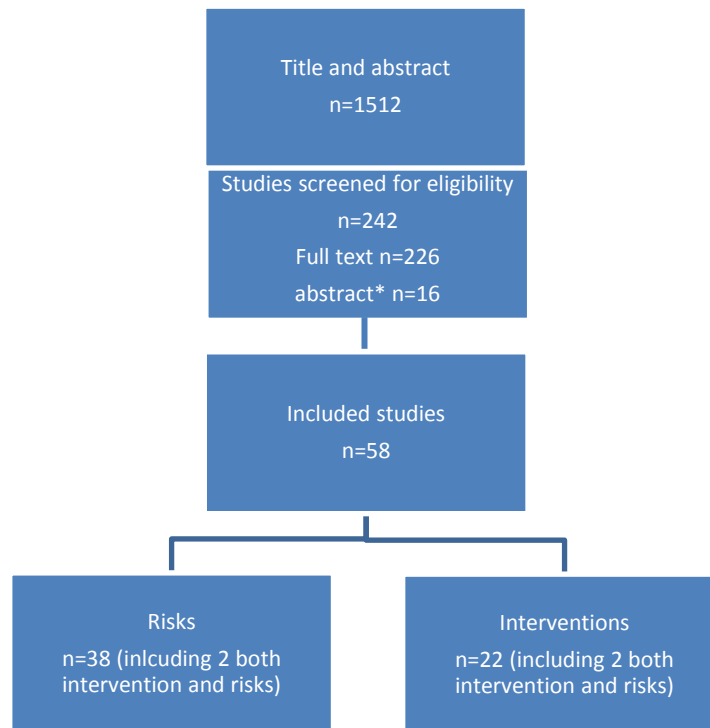 Title and abstract
n=1512
Studies screened for eligibility
n=242
Full text n=226
abstract* n=16
Included studies
n=58
Risks
n=38 (inlcuding 2 both
intervention and risks)
Interventions
n=22 (including 2 both
intervention and risks)